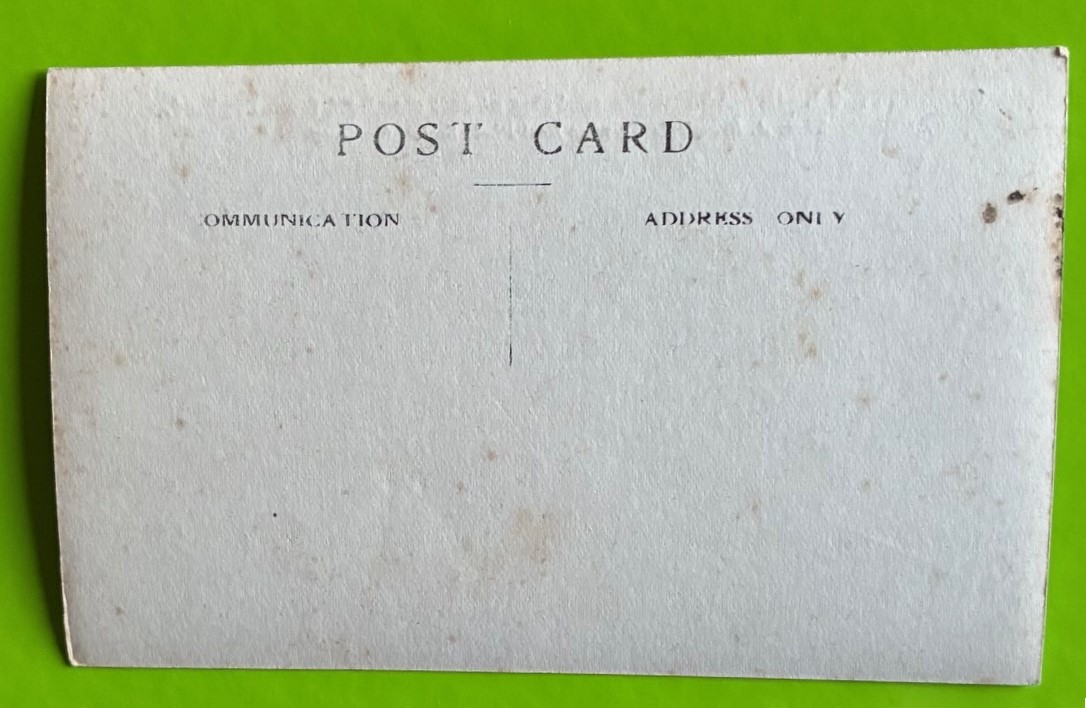 POST CARD
OMMUNICATION
ADDRESS ONLY